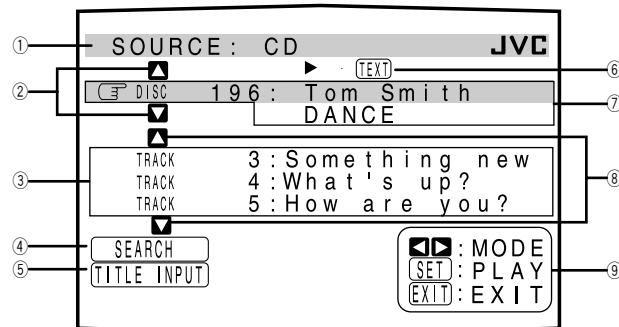 ① SOURCE: CD JVC
▶ · TEXT ⑥
② ☞ DISC 196: Tom Smith ⑦
DANCE
③ TRACK 3:Something new ⑧
TRACK 4:What's up?
TRACK 5:How are you?
④ SEARCH ◀▶:MODE
⑤ TITLE INPUT SET:PLAY ⑨
EXIT:EXIT